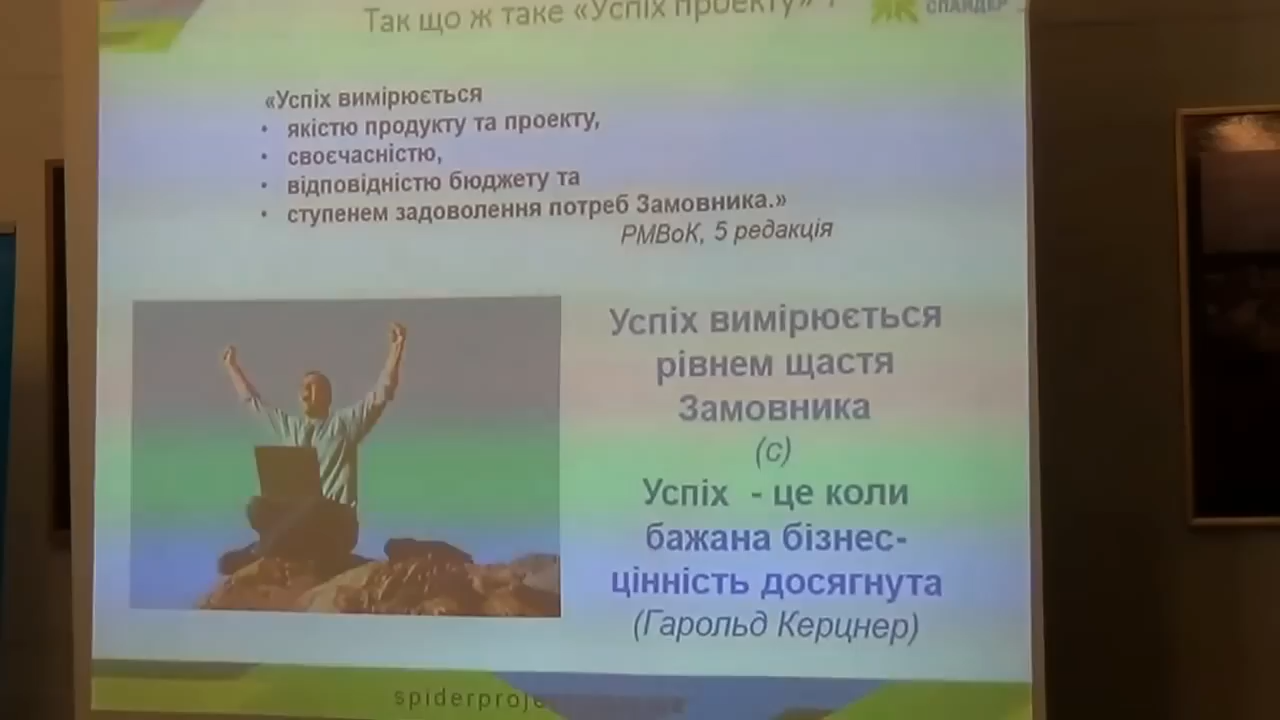 Так що ж таке «Успіх проекту» ?
СПАЙДЕР
«Успіх вимірюється
• якістю продукту та проекту,
• своєчасністю,
• відповідністю бюджету та
• ступенем задоволення потреб Замовника.»
PMBoK, 5 редакція
Успіх вимірюється
рівнем щастя
Замовника
(с)
Успіх - це коли
бажана бізнес-
цінність досягнута
(Гарольд Керцнер)